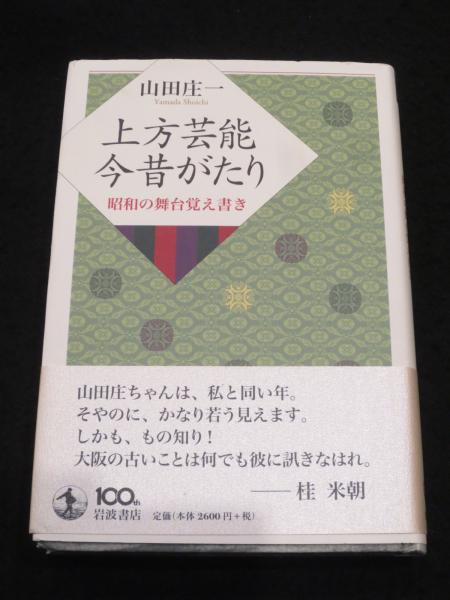 山田庄一
Yamada Shoichi
上方芸能
今昔がたり
昭和の舞台覚え書き
山田庄ちゃんは、私と同い年。
そやのに、かなり若う見えます。
しかも、もの知り！
大阪の古いことは何でも彼に訊きなはれ。
――桂 米朝
100th
岩波書店
定価（本体 2600円＋税）